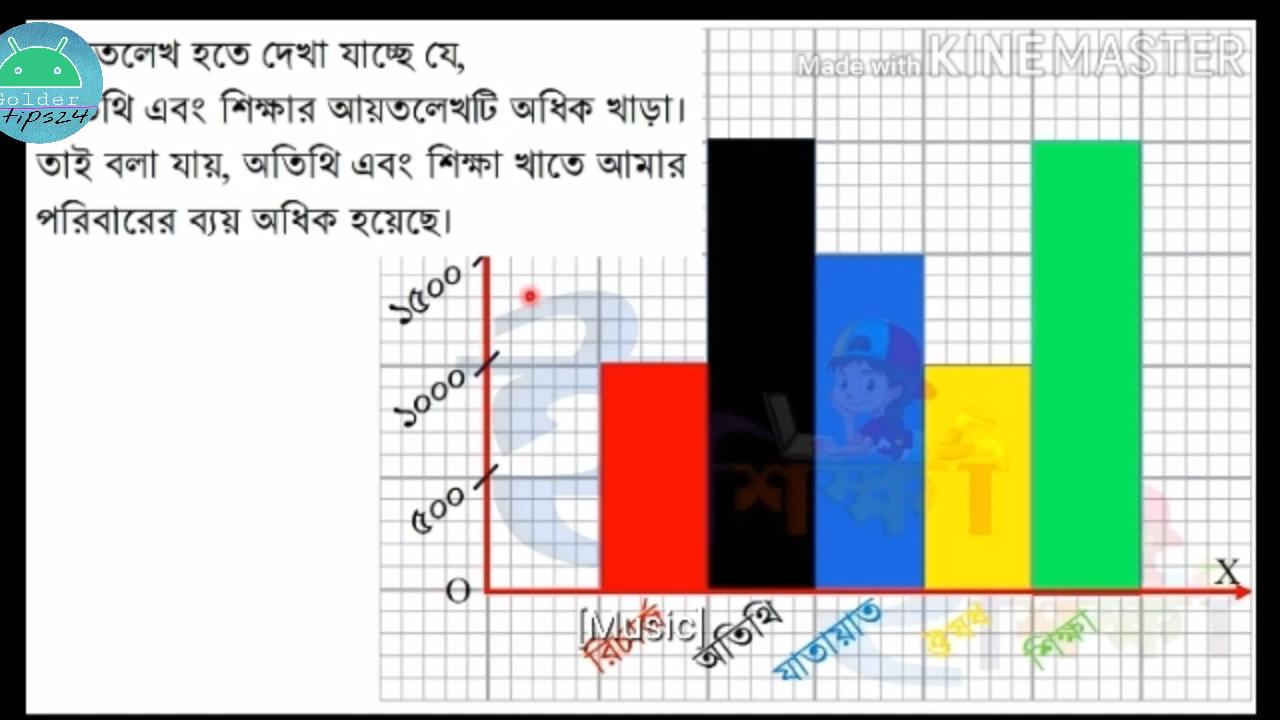 হতে দেখা যাচ্ছে যে,
এবং শিক্ষার আয়তলেখটি অধিক খাড়া।
তাই বলা যায়, অতিথি এবং শিক্ষা খাতে আমার
পরিবারের ব্যয় অধিক হয়েছে।
Made with KINEMASTER
Golder
tips24
১৫০০
১০০০
৫০০
O
X
[Music]
অতিথি
যাতায়াত
ঔষধ
শিক্ষা